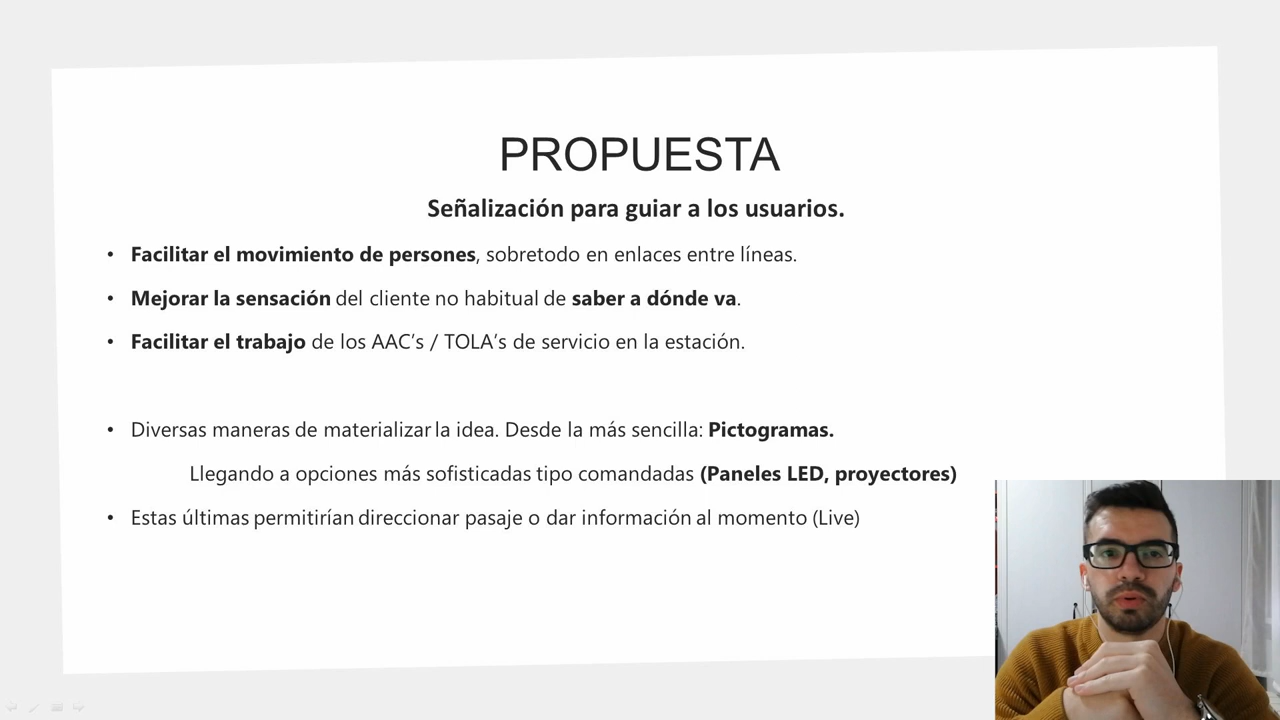 PROPUESTA
Señalización para guiar a los usuarios.
• Facilitar el movimiento de persones, sobretodo en enlaces entre líneas.
• Mejorar la sensación del cliente no habitual de saber a dónde va.
• Facilitar el trabajo de los AAC’s / TOLA’s de servicio en la estación.
• Diversas maneras de materializar la idea. Desde la más sencilla: Pictogramas.
Llegando a opciones más sofisticadas tipo comandadas (Paneles LED, proyectores)
• Estas últimas permitirían direccionar pasaje o dar información al momento (Live)